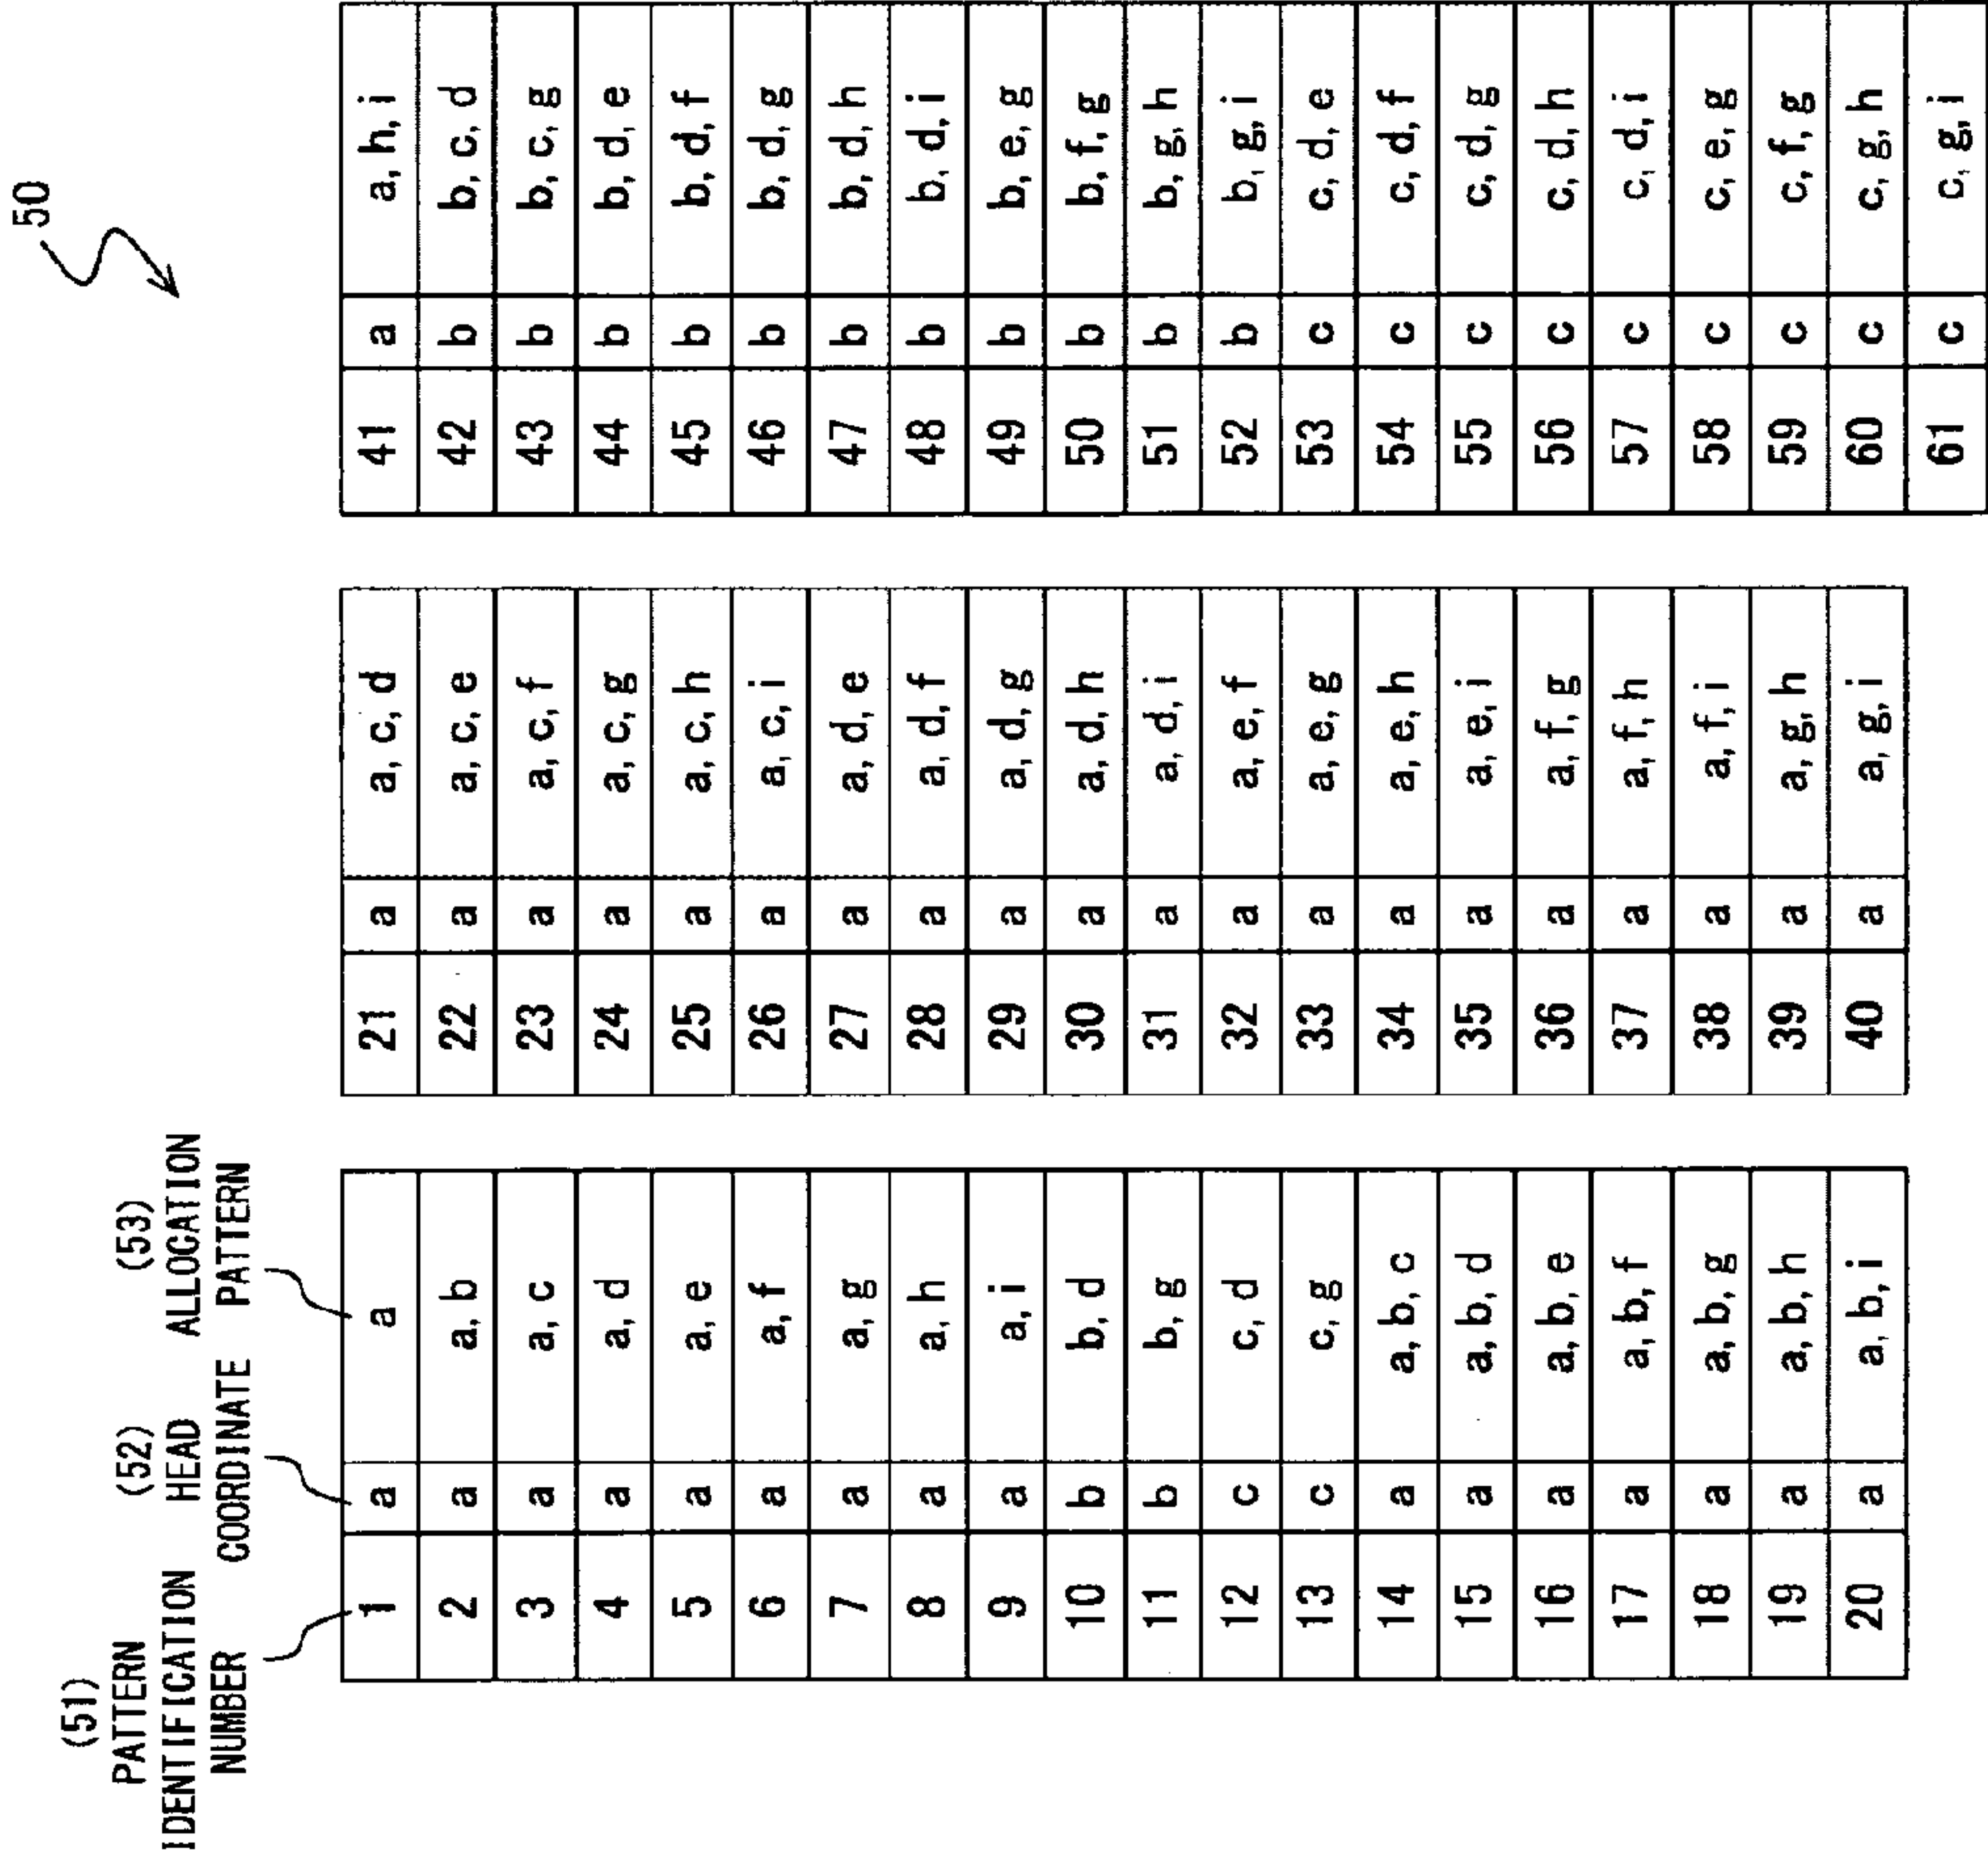 50
(51)
PATTERN
IDENTIFICATION
NUMBER
(52)
HEAD
COORDINATE
(53)
ALLOCATION
PATTERN
1 a a
2 a a, b
3 a a, c
4 a a, d
5 a a, e
6 a a, f
7 a a, g
8 a a, h
9 a a, i
10 b b, d
11 b b, g
12 c c, d
13 c c, g
14 a a, b, c
15 a a, b, d
16 a a, b, e
17 a a, b, f
18 a a, b, g
19 a a, b, h
20 a a, b, i
21 a a, c, d
22 a a, c, e
23 a a, c, f
24 a a, c, g
25 a a, c, h
26 a a, c, i
27 a a, d, e
28 a a, d, f
29 a a, d, g
30 a a, d, h
31 a a, d, i
32 a a, e, f
33 a a, e, g
34 a a, e, h
35 a a, e, i
36 a a, f, g
37 a a, f, h
38 a a, f, i
39 a a, g, h
40 a a, g, i
41 a a, h, i
42 b b, c, d
43 b b, c, g
44 b b, d, e
45 b b, d, f
46 b b, d, g
47 b b, d, h
48 b b, d, i
49 b b, e, g
50 b b, f, g
51 b b, g, h
52 b b, g, i
53 c c, d, e
54 c c, d, f
55 c c, d, g
56 c c, d, h
57 c c, d, i
58 c c, e, g
59 c c, f, g
60 c c, g, h
61 c c, g, i